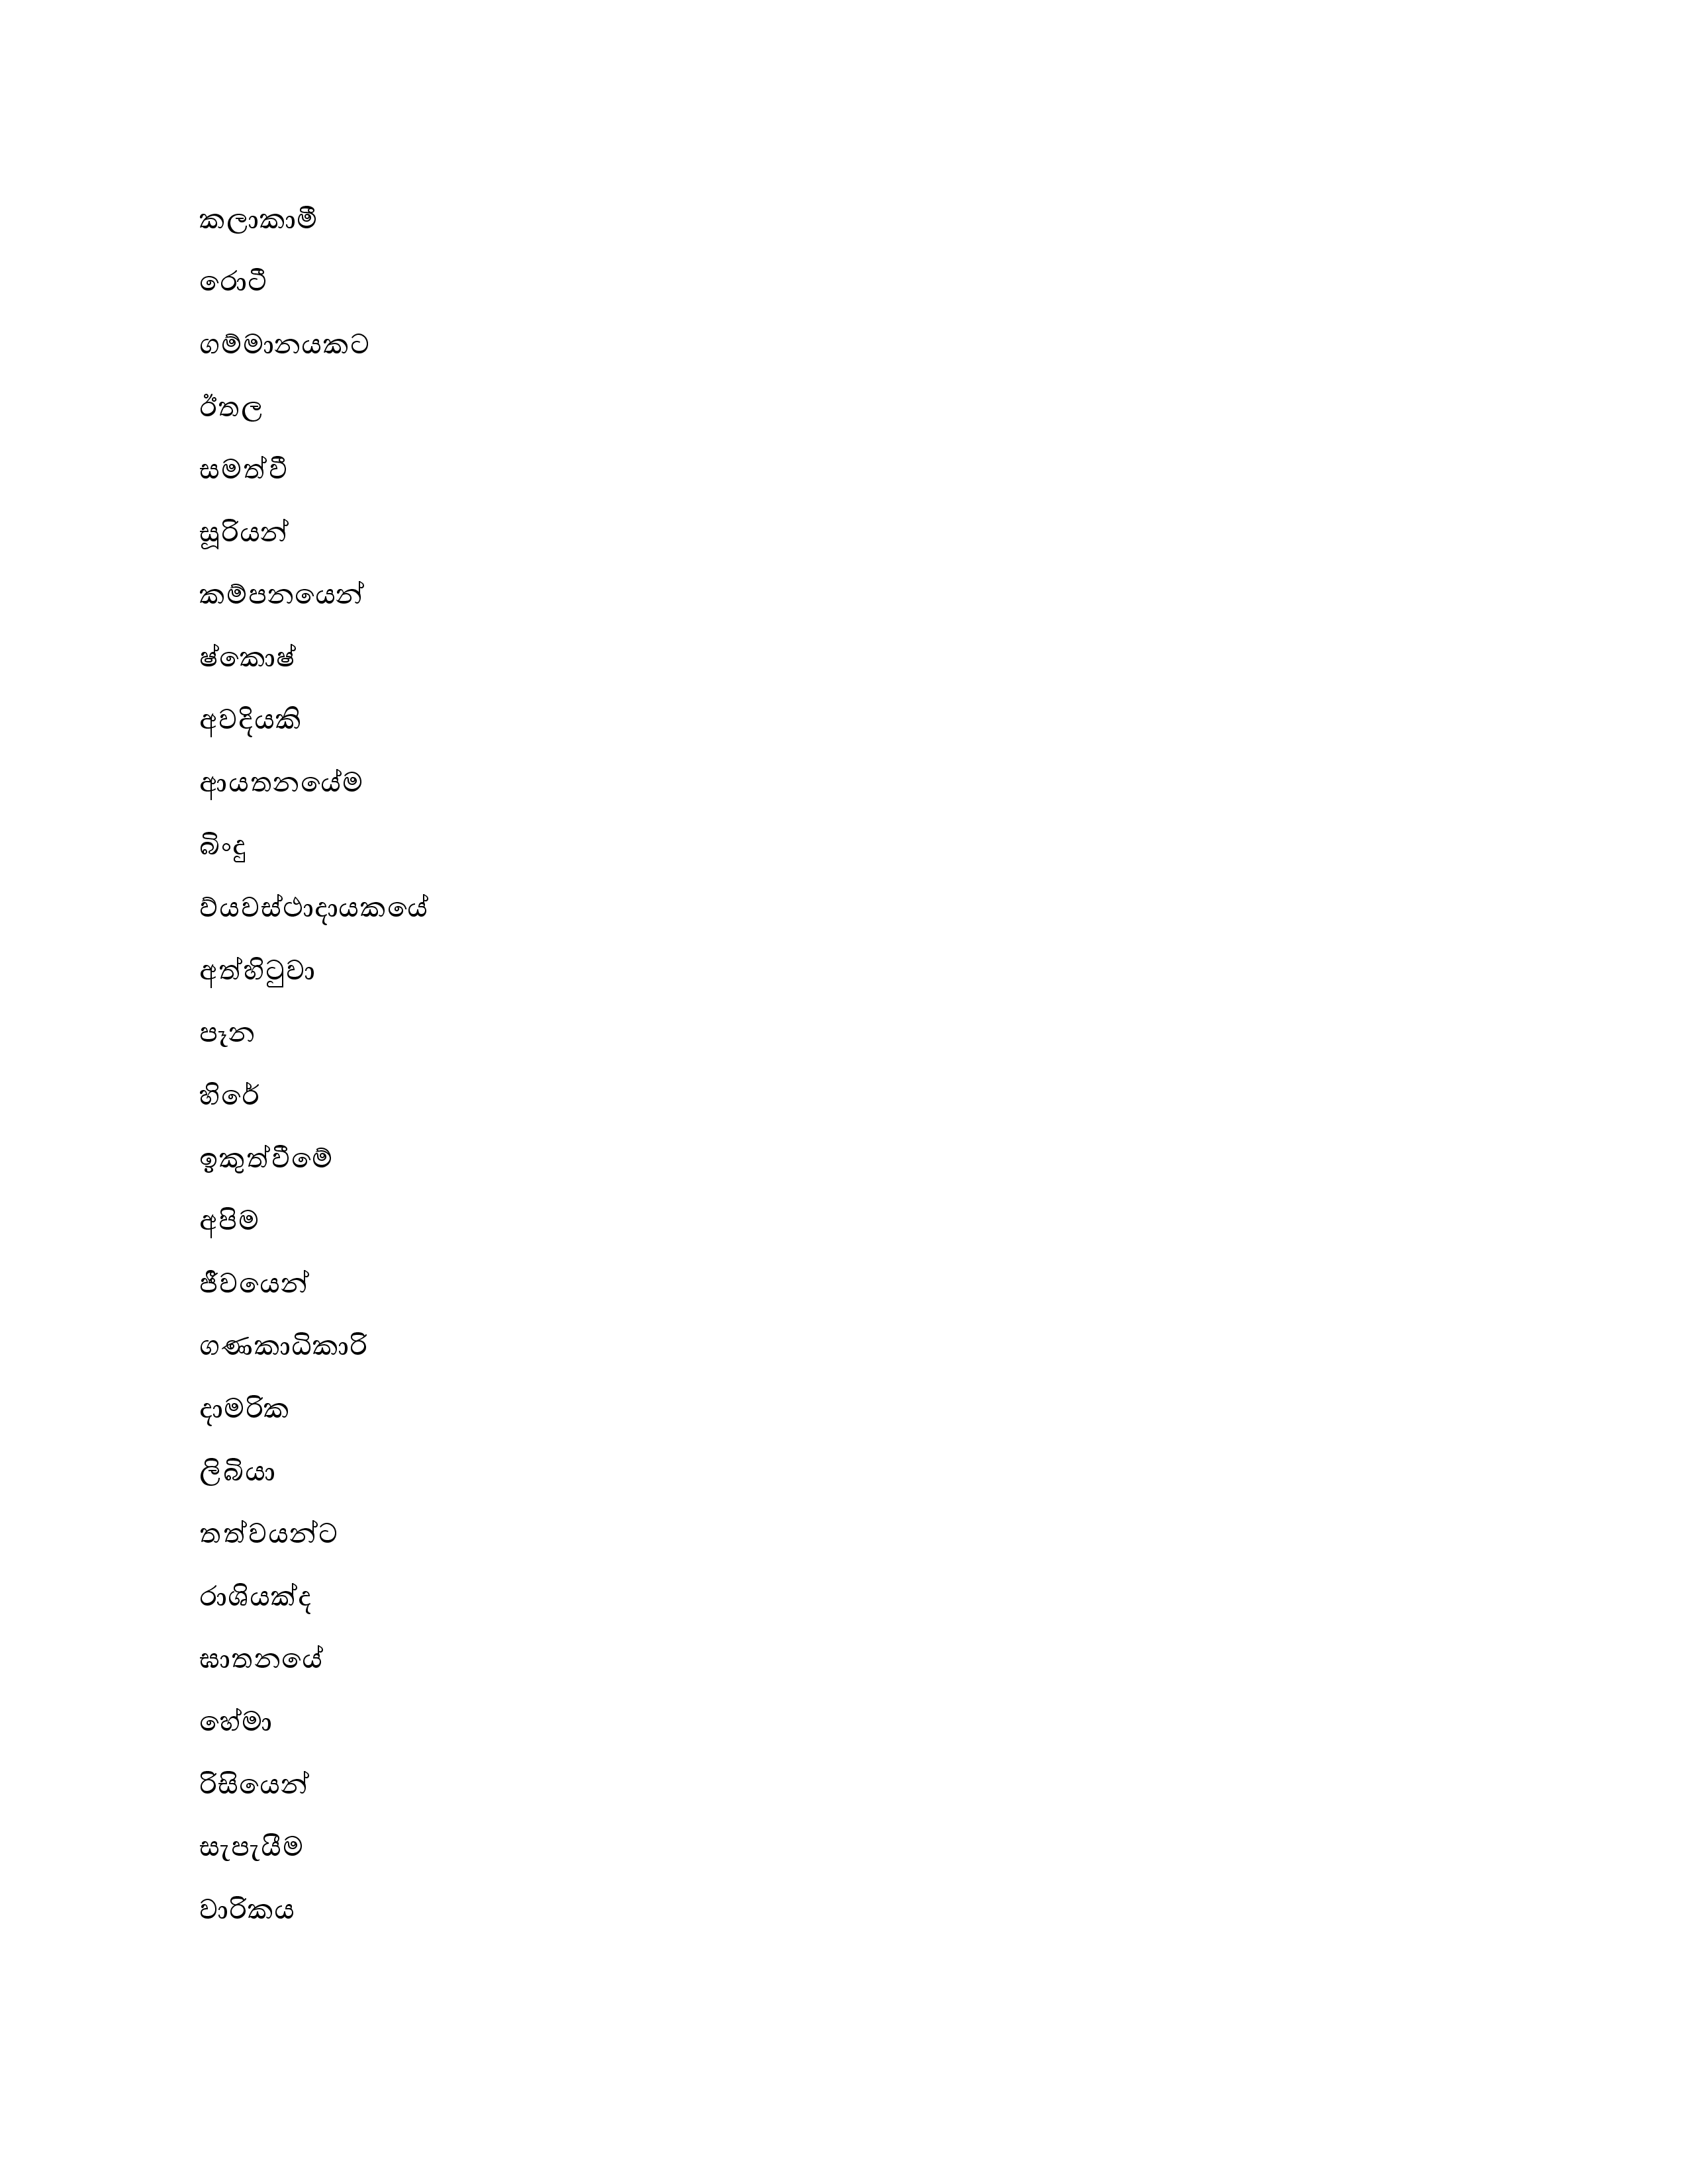 කලාකාමී
රොටී
ගම්මානයකට
ඊතල
සමත්වී
සූරියන්
කම්පනයෙන්
ෂ්කොෂ්
අවදියකි
ආයතනයේම
බිංදු
ව්යවස්ථාදායකයේ
අත්හිටුවා
පෑන
හිරේ
ඉකුත්වීමේ
අපිම
ජීවයෙන්
ගණකාධිකාරි
දාමරික
ලිබියා
තත්වයන්ට
රාශියක්ද
ඝාතනයේ
හේමා
රිසියෙන්
සැපැයීම
වාරිකය